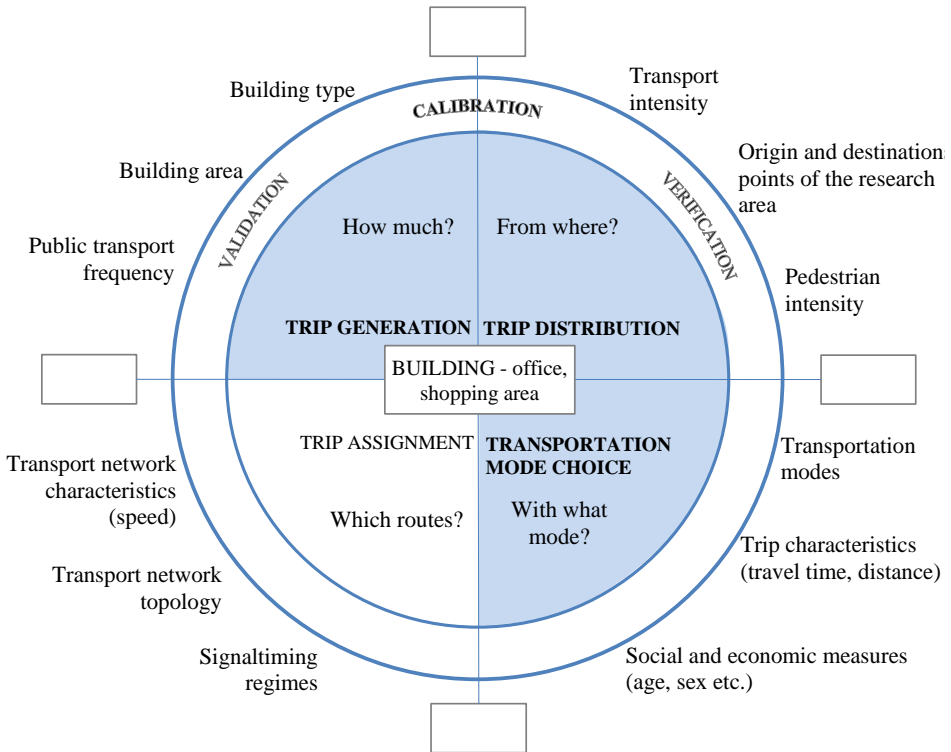 Building type
CALIBRATION
Transport
intensity
Building area
VALIDATION
VERIFICATION
Origin and destinations
points of the research
area
How much?
From where?
Public transport
frequency
Pedestrian
intensity
TRIP GENERATION
TRIP DISTRIBUTION
BUILDING - office,
shopping area
TRIP ASSIGNMENT
TRANSPORTATION
MODE CHOICE
Transport network
characteristics
(speed)
Transportation
modes
Which routes?
With what
mode?
Transport network
topology
Trip characteristics
(travel time, distance)
Signaltiming
regimes
Social and economic measures
(age, sex etc.)